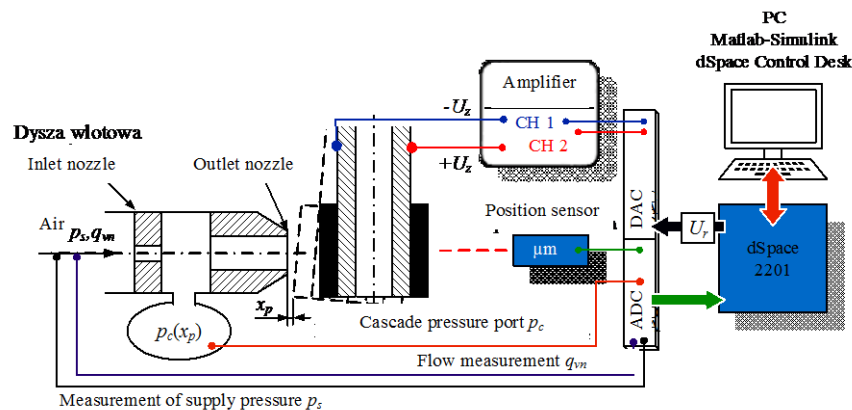 PC
Matlab-Simulink
dSpace Control Desk
Amplifier
-Uz
CH 1
CH 2
+Uz
Dysza wlotowa
Inlet nozzle
Outlet nozzle
Air
ps, qvn
Position sensor
µm
DAC
Ur
dSpace
2201
ADC
xp
pc(xp)
Cascade pressure port pc
Flow measurement qvn
Measurement of supply pressure ps